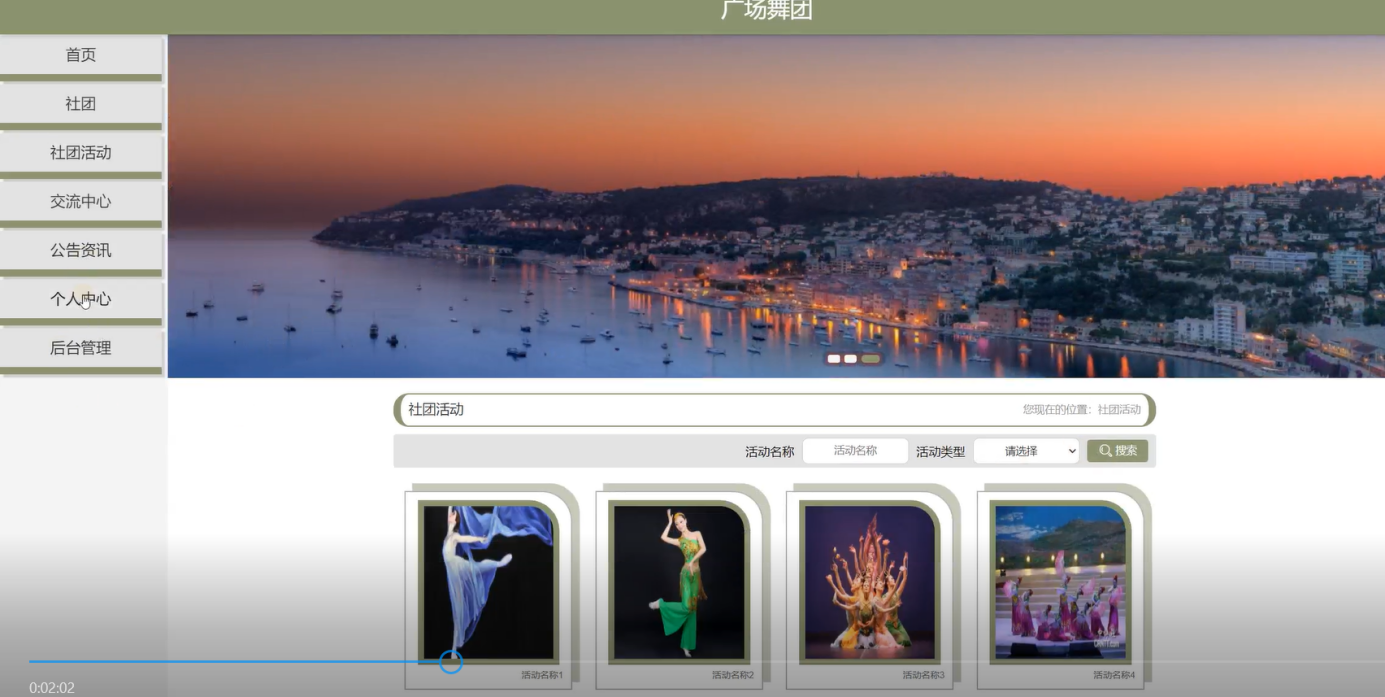 广场舞团
首页
社团
社团活动
交流中心
公告资讯
个人中心
后台管理
社团活动
您现在的位置：社团活动
活动名称 活动名称 活动类型 请选择 搜索
活动名称1 活动名称2 活动名称3 活动名称4
0:02:02